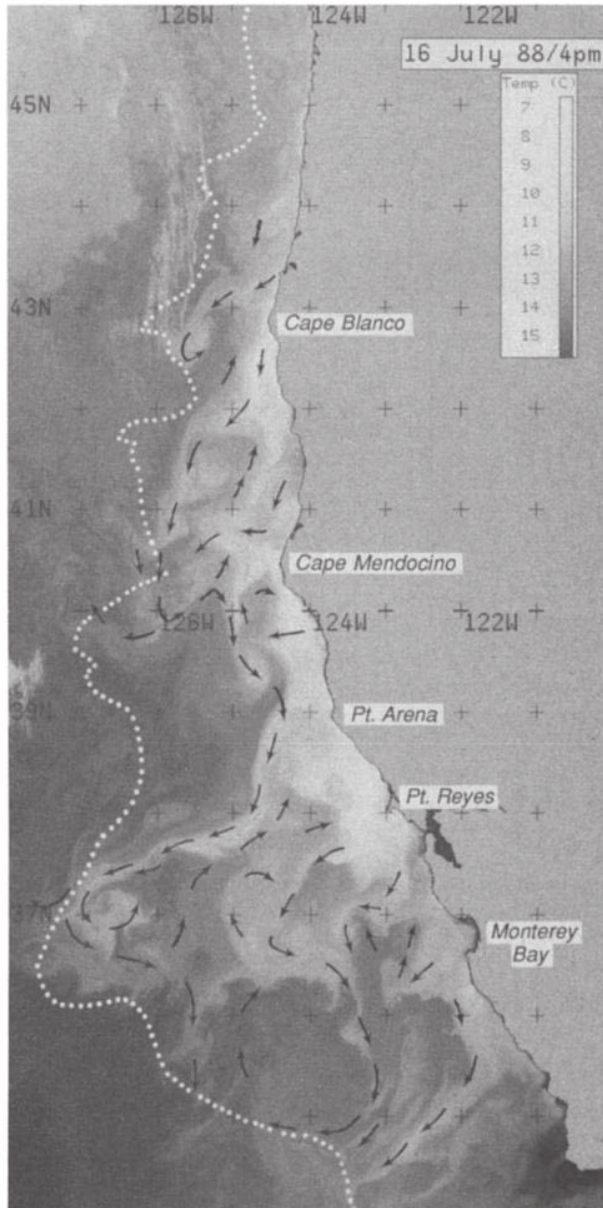 126W 124W 122W
16 July 88/4pm
Temp (C)
7
8
9
10
11
12
13
14
15
45N
43N
Cape Blanco
41N
Cape Mendocino
126W 124W 122W
39N
Pt. Arena
Pt. Reyes
37N
Monterey
Bay